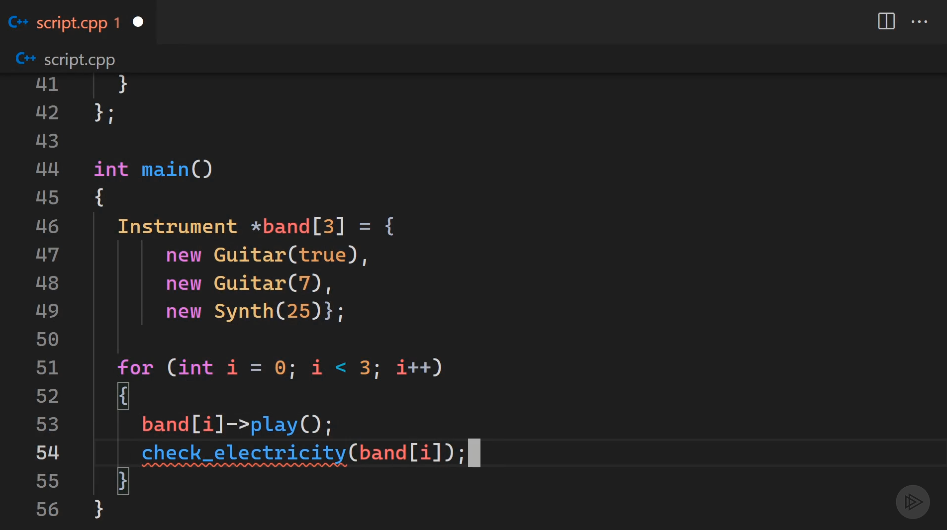 C++ script.cpp 1
C++ script.cpp
41 }
42 };
43
44 int main()
45 {
46 Instrument *band[3] = {
47 new Guitar(true),
48 new Guitar(7),
49 new Synth(25)};
50
51 for (int i = 0; i < 3; i++)
52 {
53 band[i]->play();
54 check_electricity(band[i]);
55 }
56 }